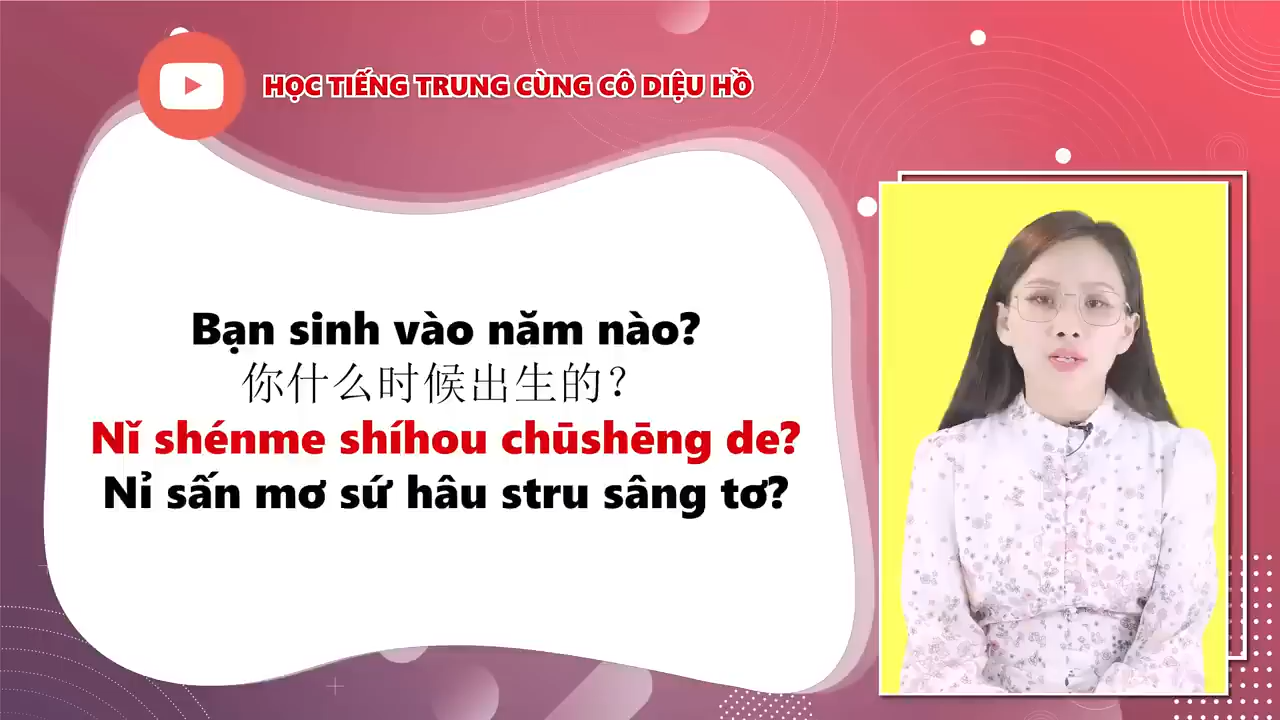 HỌC TIẾNG TRUNG CÙNG CÔ DIỆU HỒ
Bạn sinh vào năm nào?
你什么时候出生的？
Nǐ shénme shíhou chūshēng de?
Nỉ sấn mơ sứ hâu stru sâng tơ?